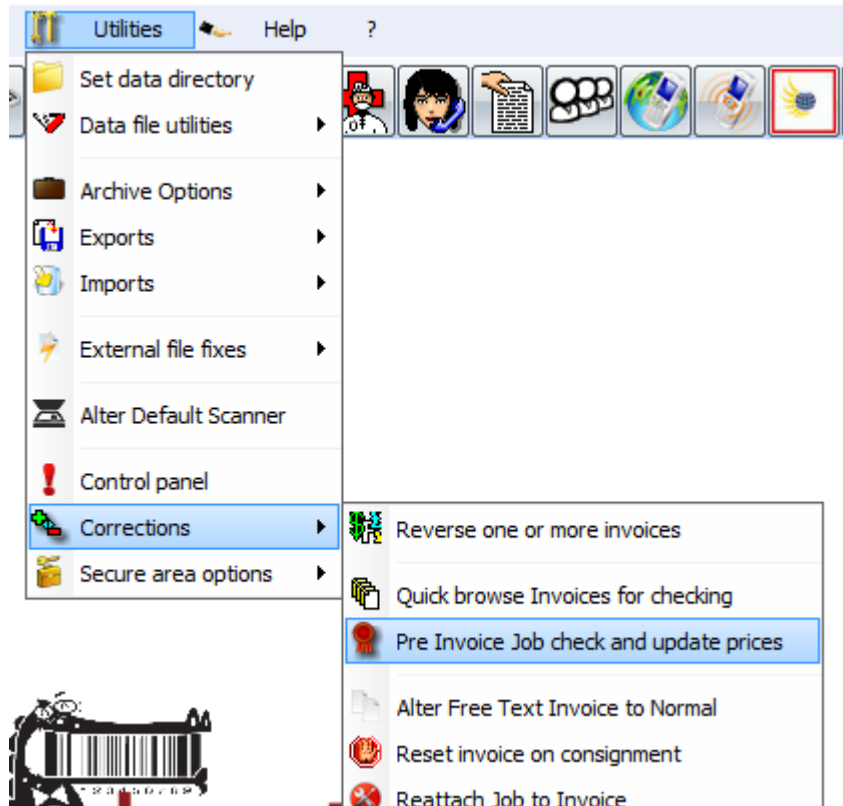 Utilities Help ?
Set data directory
Data file utilities
Archive Options
Exports
Imports
External file fixes
Alter Default Scanner
Control panel
Corrections
Secure area options
Reverse one or more invoices
Quick browse Invoices for checking
Pre Invoice Job check and update prices
Alter Free Text Invoice to Normal
Reset invoice on consignment
Reattach Job to Invoice